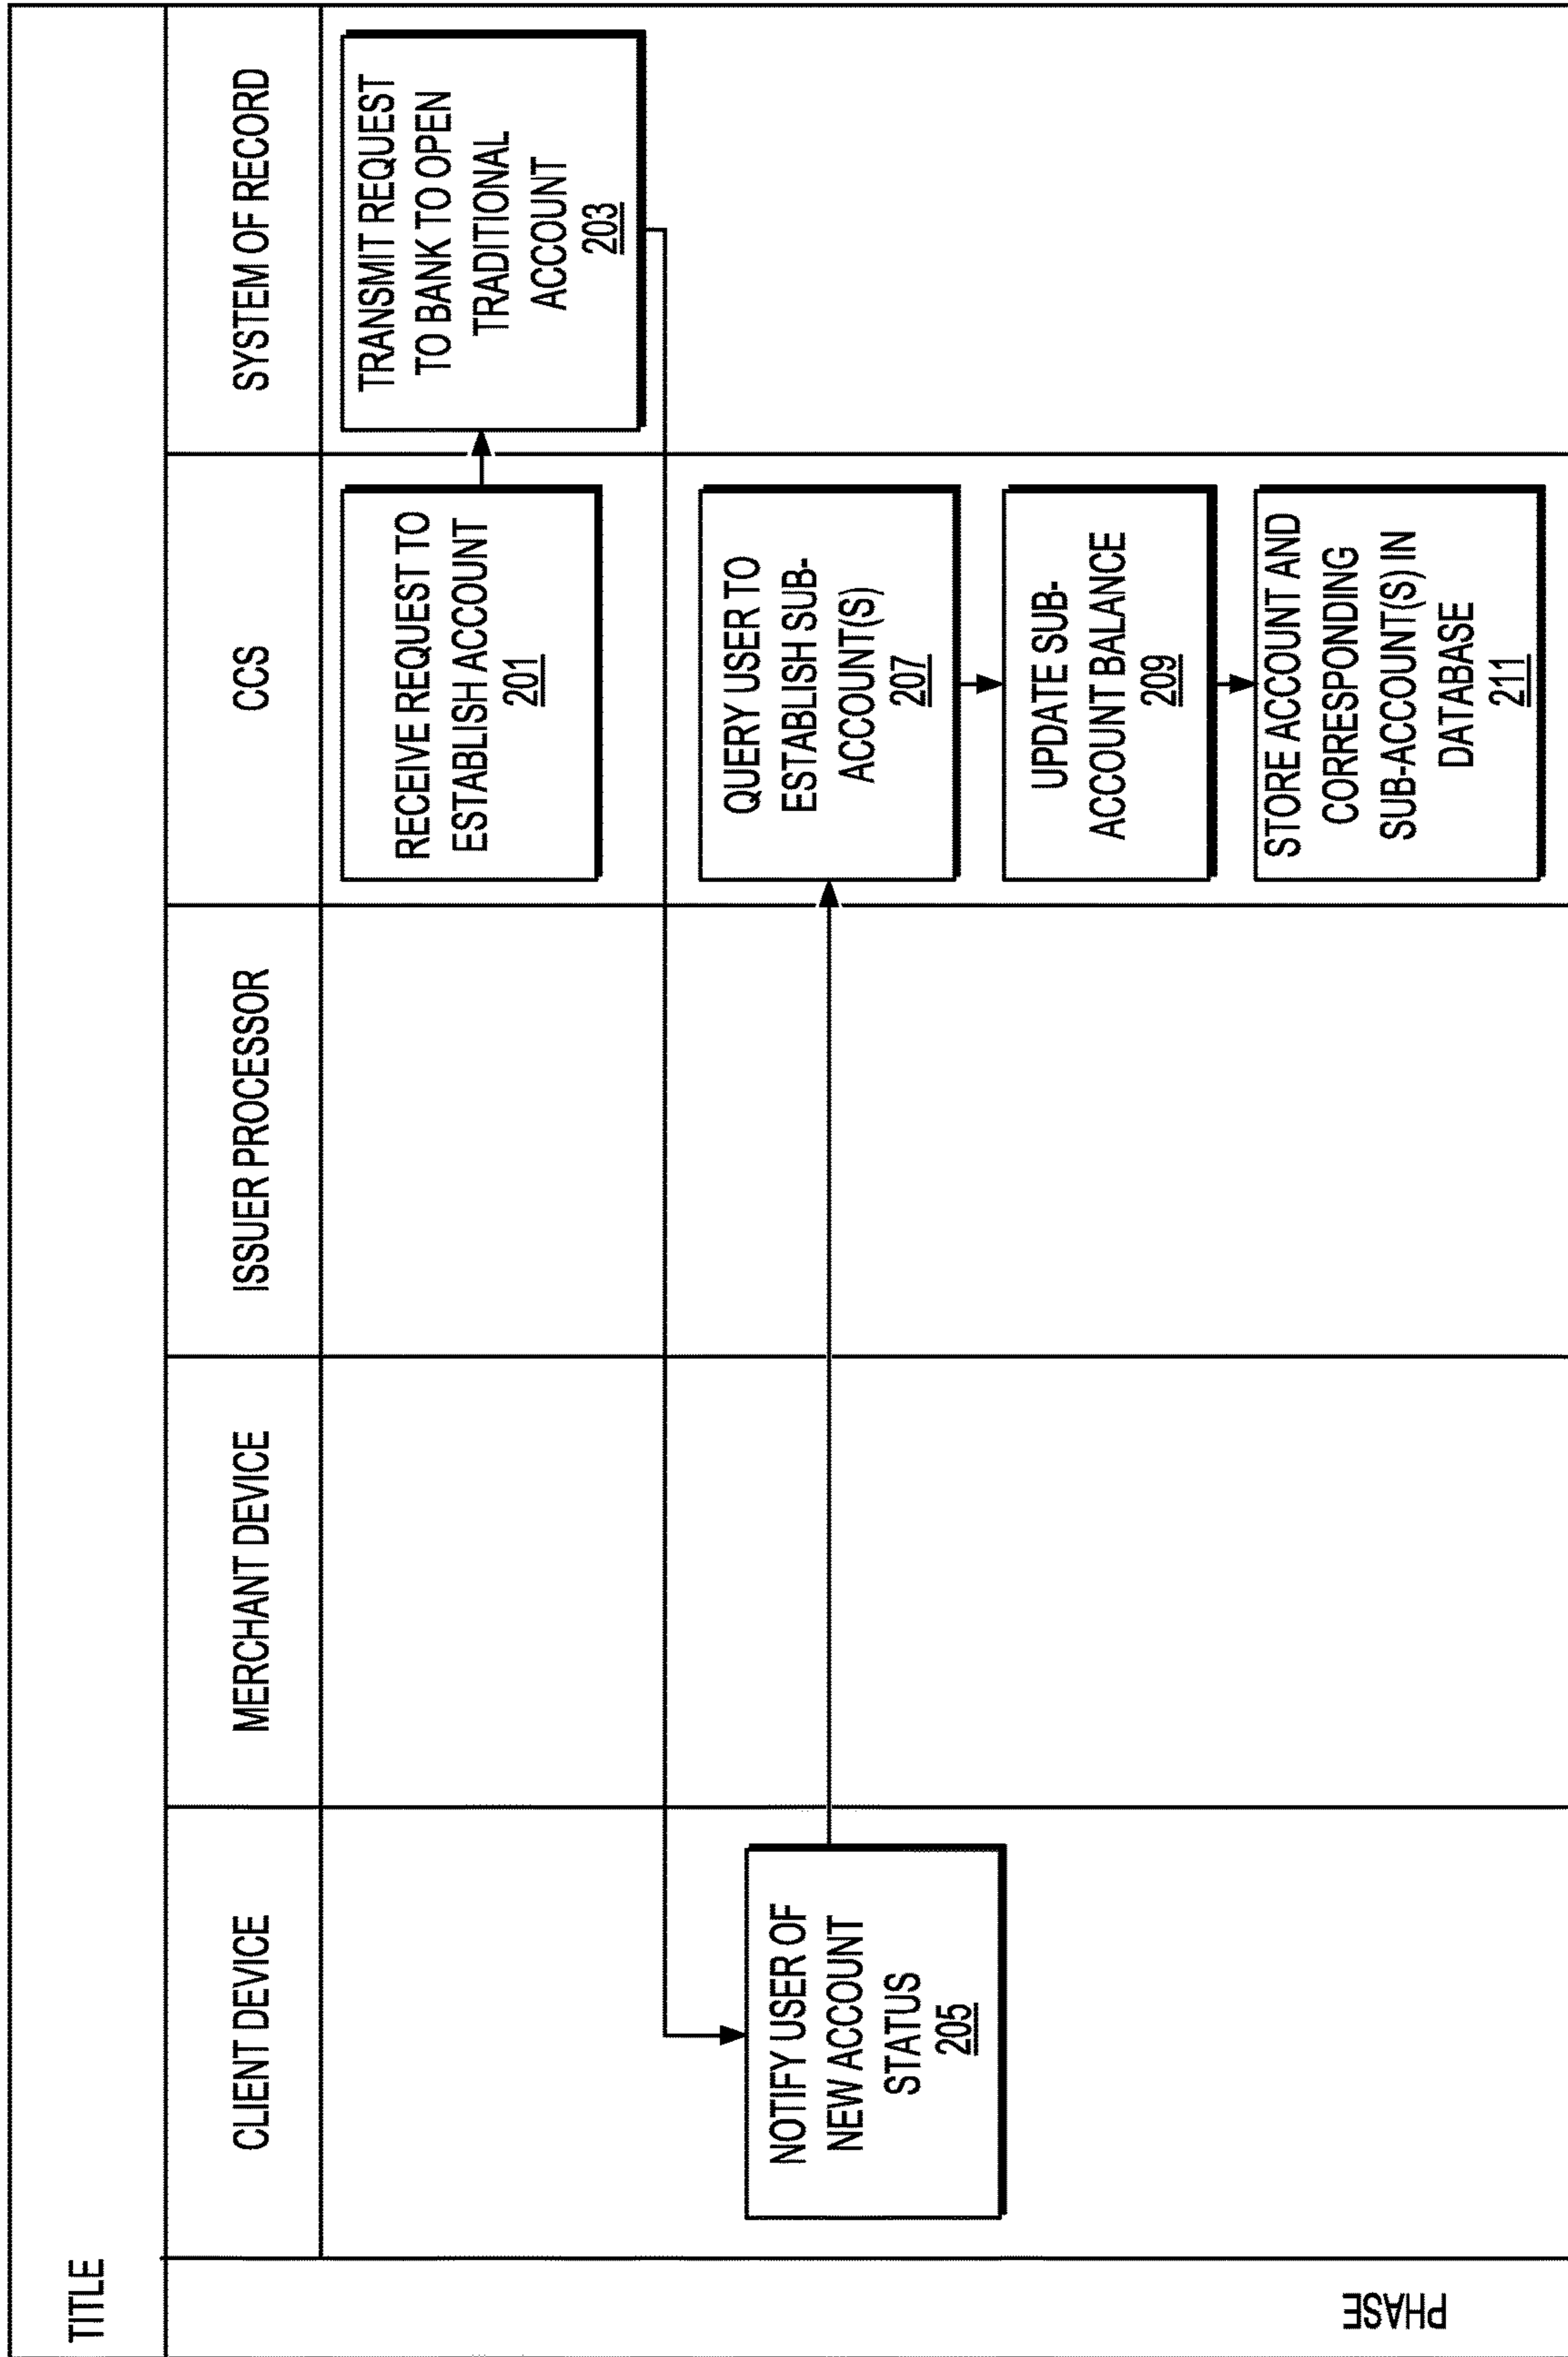 TITLE
CLIENT DEVICE
MERCHANT DEVICE
ISSUER PROCESSOR
CCS
SYSTEM OF RECORD
RECEIVE REQUEST TO
ESTABLISH ACCOUNT
201
TRANSMIT REQUEST
TO BANK TO OPEN
TRADITIONAL
ACCOUNT
203
NOTIFY USER OF
NEW ACCOUNT
STATUS
205
QUERY USER TO
ESTABLISH SUB-
ACCOUNT(S)
207
UPDATE SUB-
ACCOUNT BALANCE
209
STORE ACCOUNT AND
CORRESPONDING
SUB-ACCOUNT(S) IN
DATABASE
211
PHASE